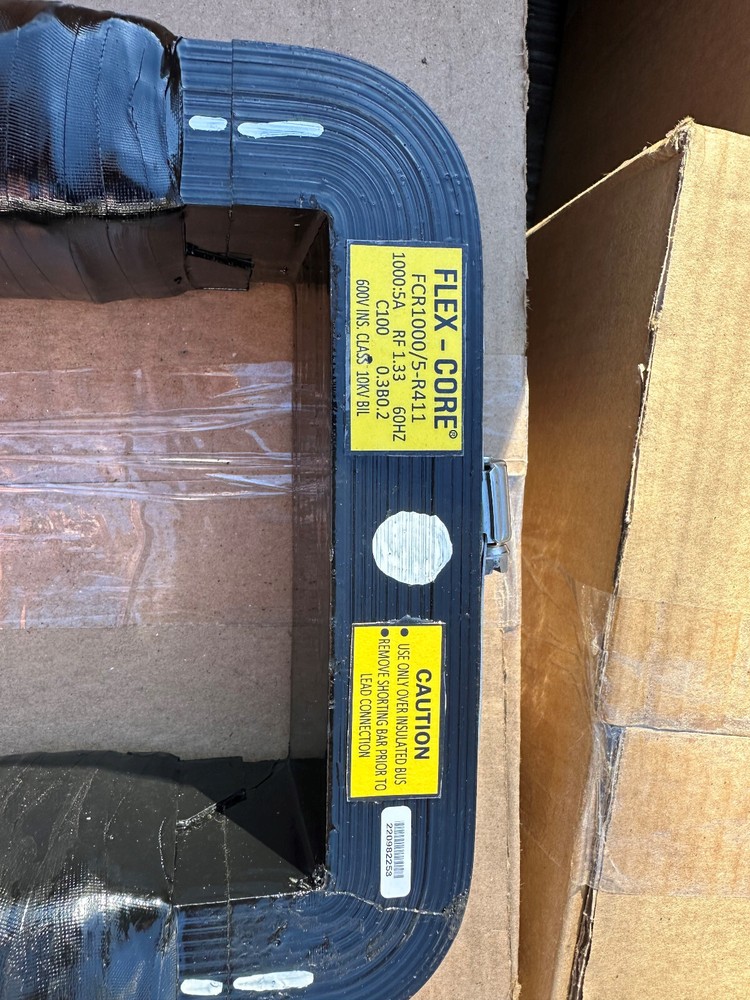 FLEX-CORE®
FCR1000/5-R411
1000:5A RF 1.33 60HZ
C100 0.3B0.2
600V INS. CLASS 10KV BIL
CAUTION
• USE ONLY OVER INSULATED BUS
• REMOVE SHORTING BAR PRIOR TO
LEAD CONNECTION
220982253